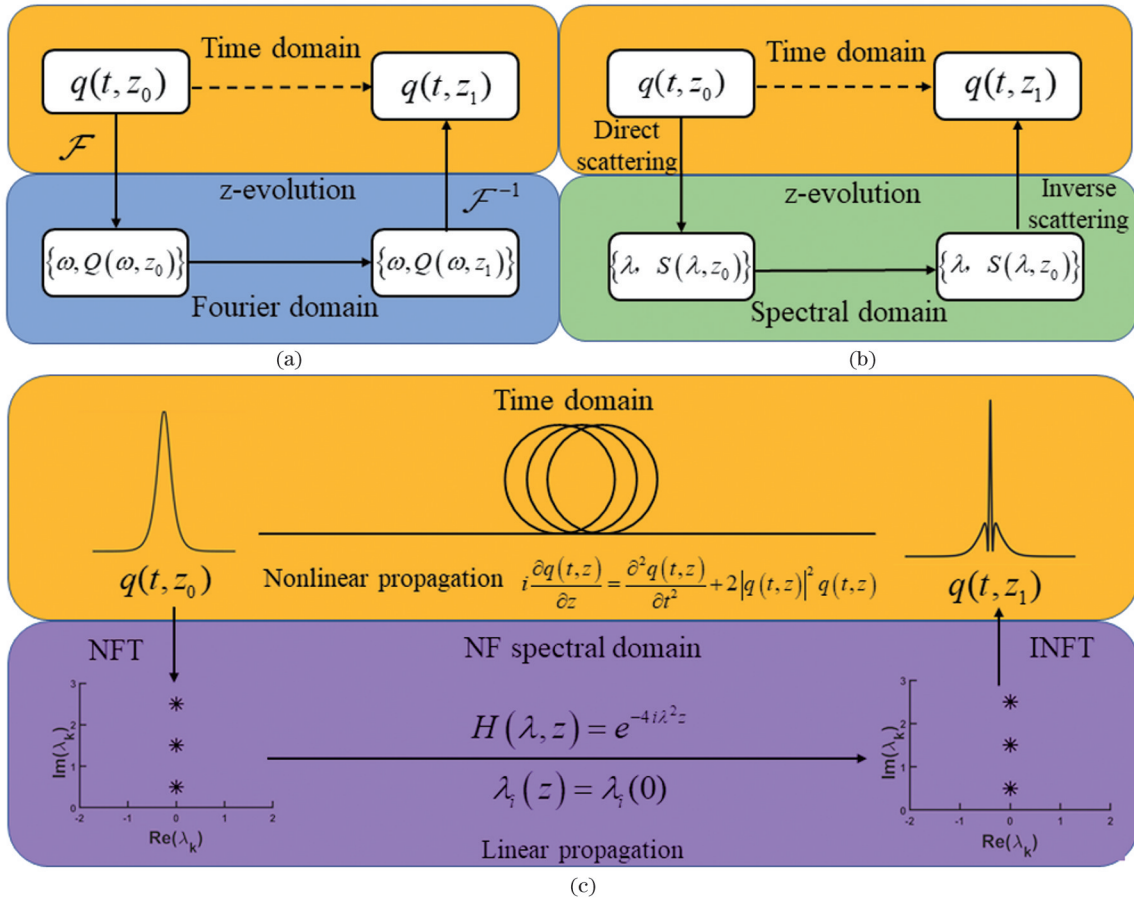 Time domain
q(t, z₀)
q(t, z₁)
ℱ
z-evolution
ℱ⁻¹
{ω, Q(ω, z₀)}
{ω, Q(ω, z₁)}
Fourier domain
(a)
Time domain
q(t, z₀)
q(t, z₁)
Direct
scattering
z-evolution
Inverse
scattering
{λ, S(λ, z₀)}
{λ, S(λ, z₀)}
Spectral domain
(b)
Time domain
q(t, z₀)
Nonlinear propagation i ∂q(t,z)/∂z = ∂²q(t,z)/∂t² + 2|q(t,z)|² q(t,z)
q(t, z₁)
NFT
NF spectral domain
INFT
3
2
1
0
-2 -1 0 1 2
Im(λₖ)
Re(λₖ)
H(λ, z) = e^{-4iλ²z}
λᵢ(z) = λᵢ(0)
Linear propagation
3
2
1
0
-2 -1 0 1 2
Im(λₖ)
Re(λₖ)
(c)